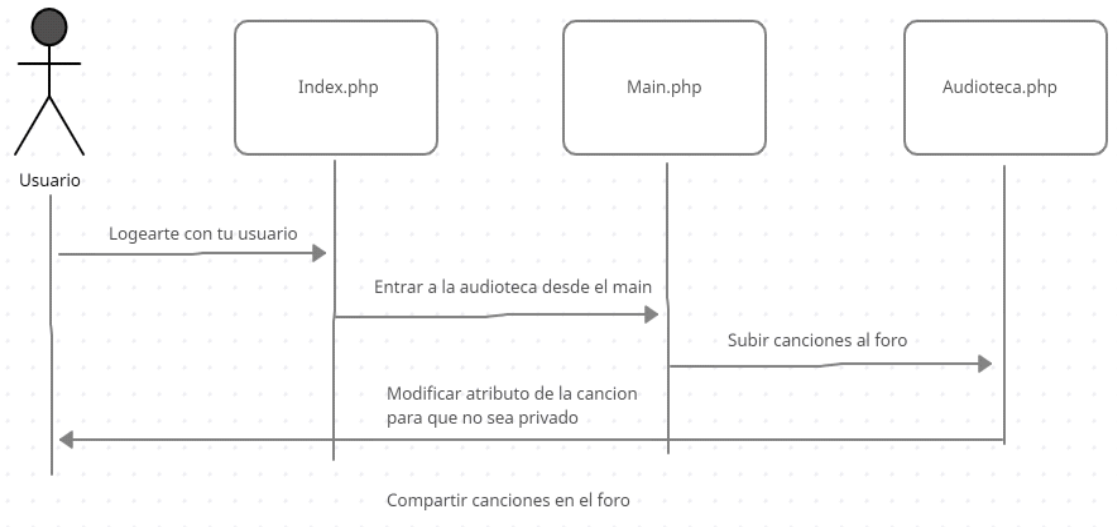 Index.php
Main.php
Audioteca.php
Usuario
Logearte con tu usuario
Entrar a la audioteca desde el main
Subir canciones al foro
Modificar atributo de la cancion
para que no sea privado
Compartir canciones en el foro